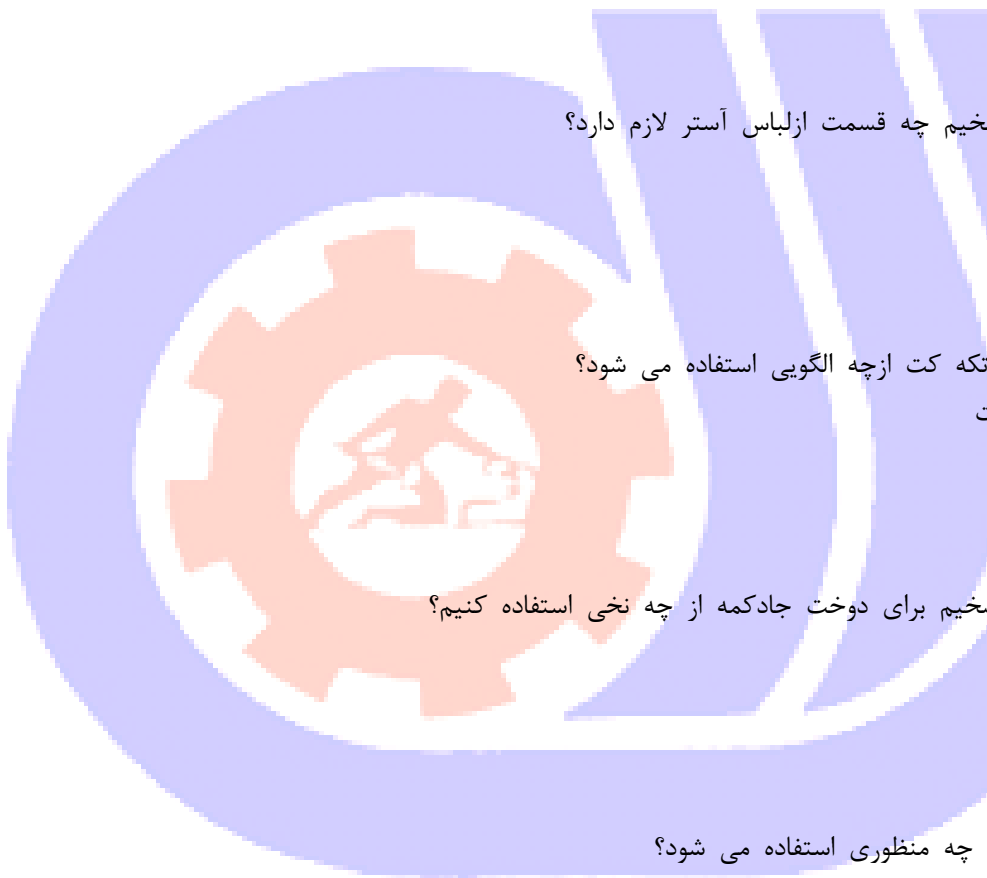 خیم چه قسمت ازلباس آستر لازم دارد؟
تکه کت ازچه الگویی استفاده می شود؟
ت
خیم برای دوخت جادکمه از چه نخی استفاده کنیم؟
چه منظوری استفاده می شود؟